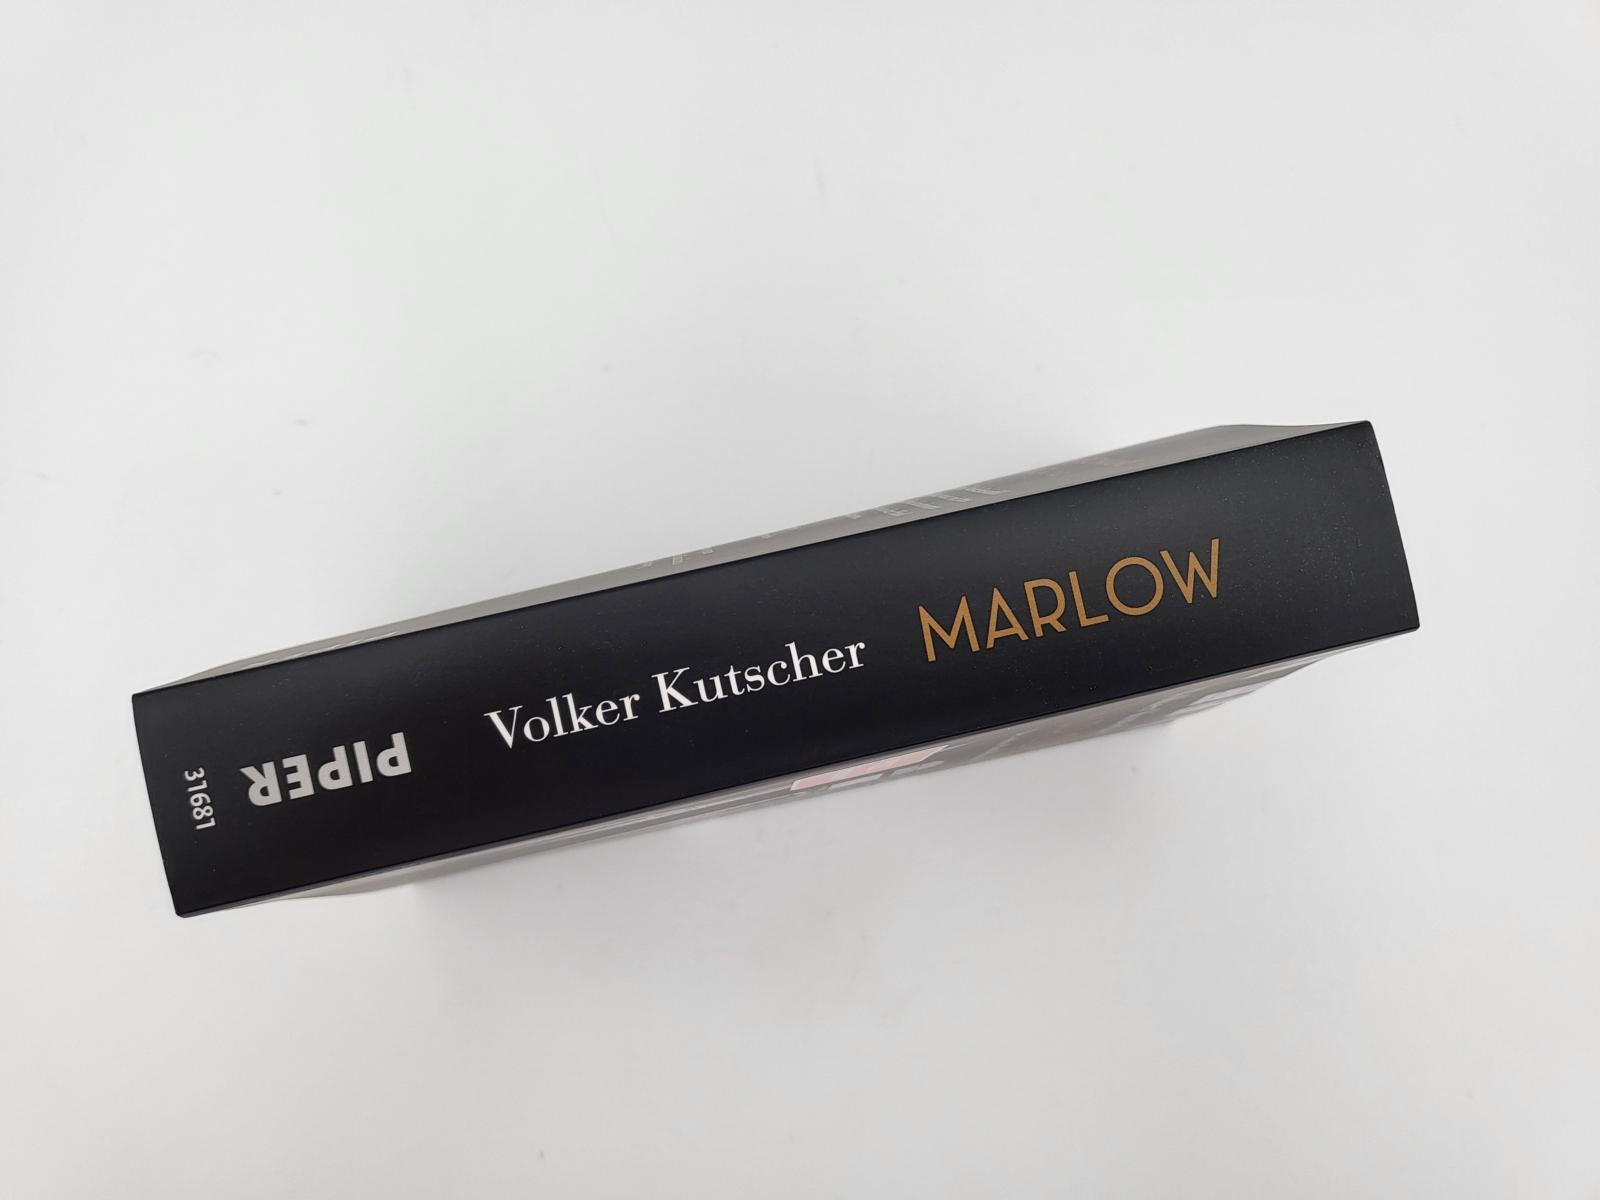 Volker Kutscher MARLOW
PIPER
31681